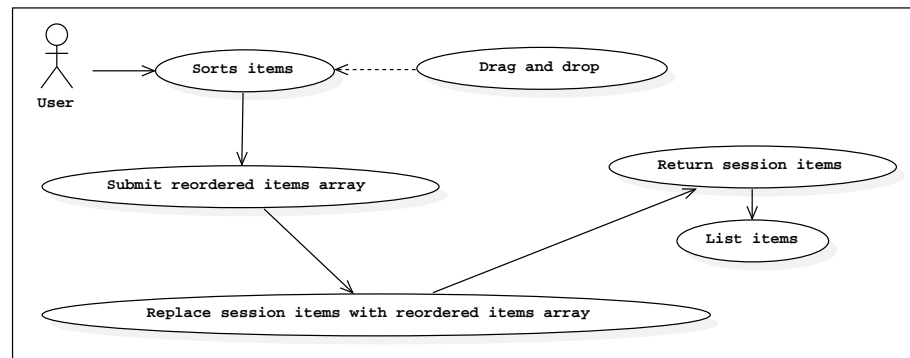 Sorts items
Drag and drop
User
Submit reordered items array
Return session items
List items
Replace session items with reordered items array